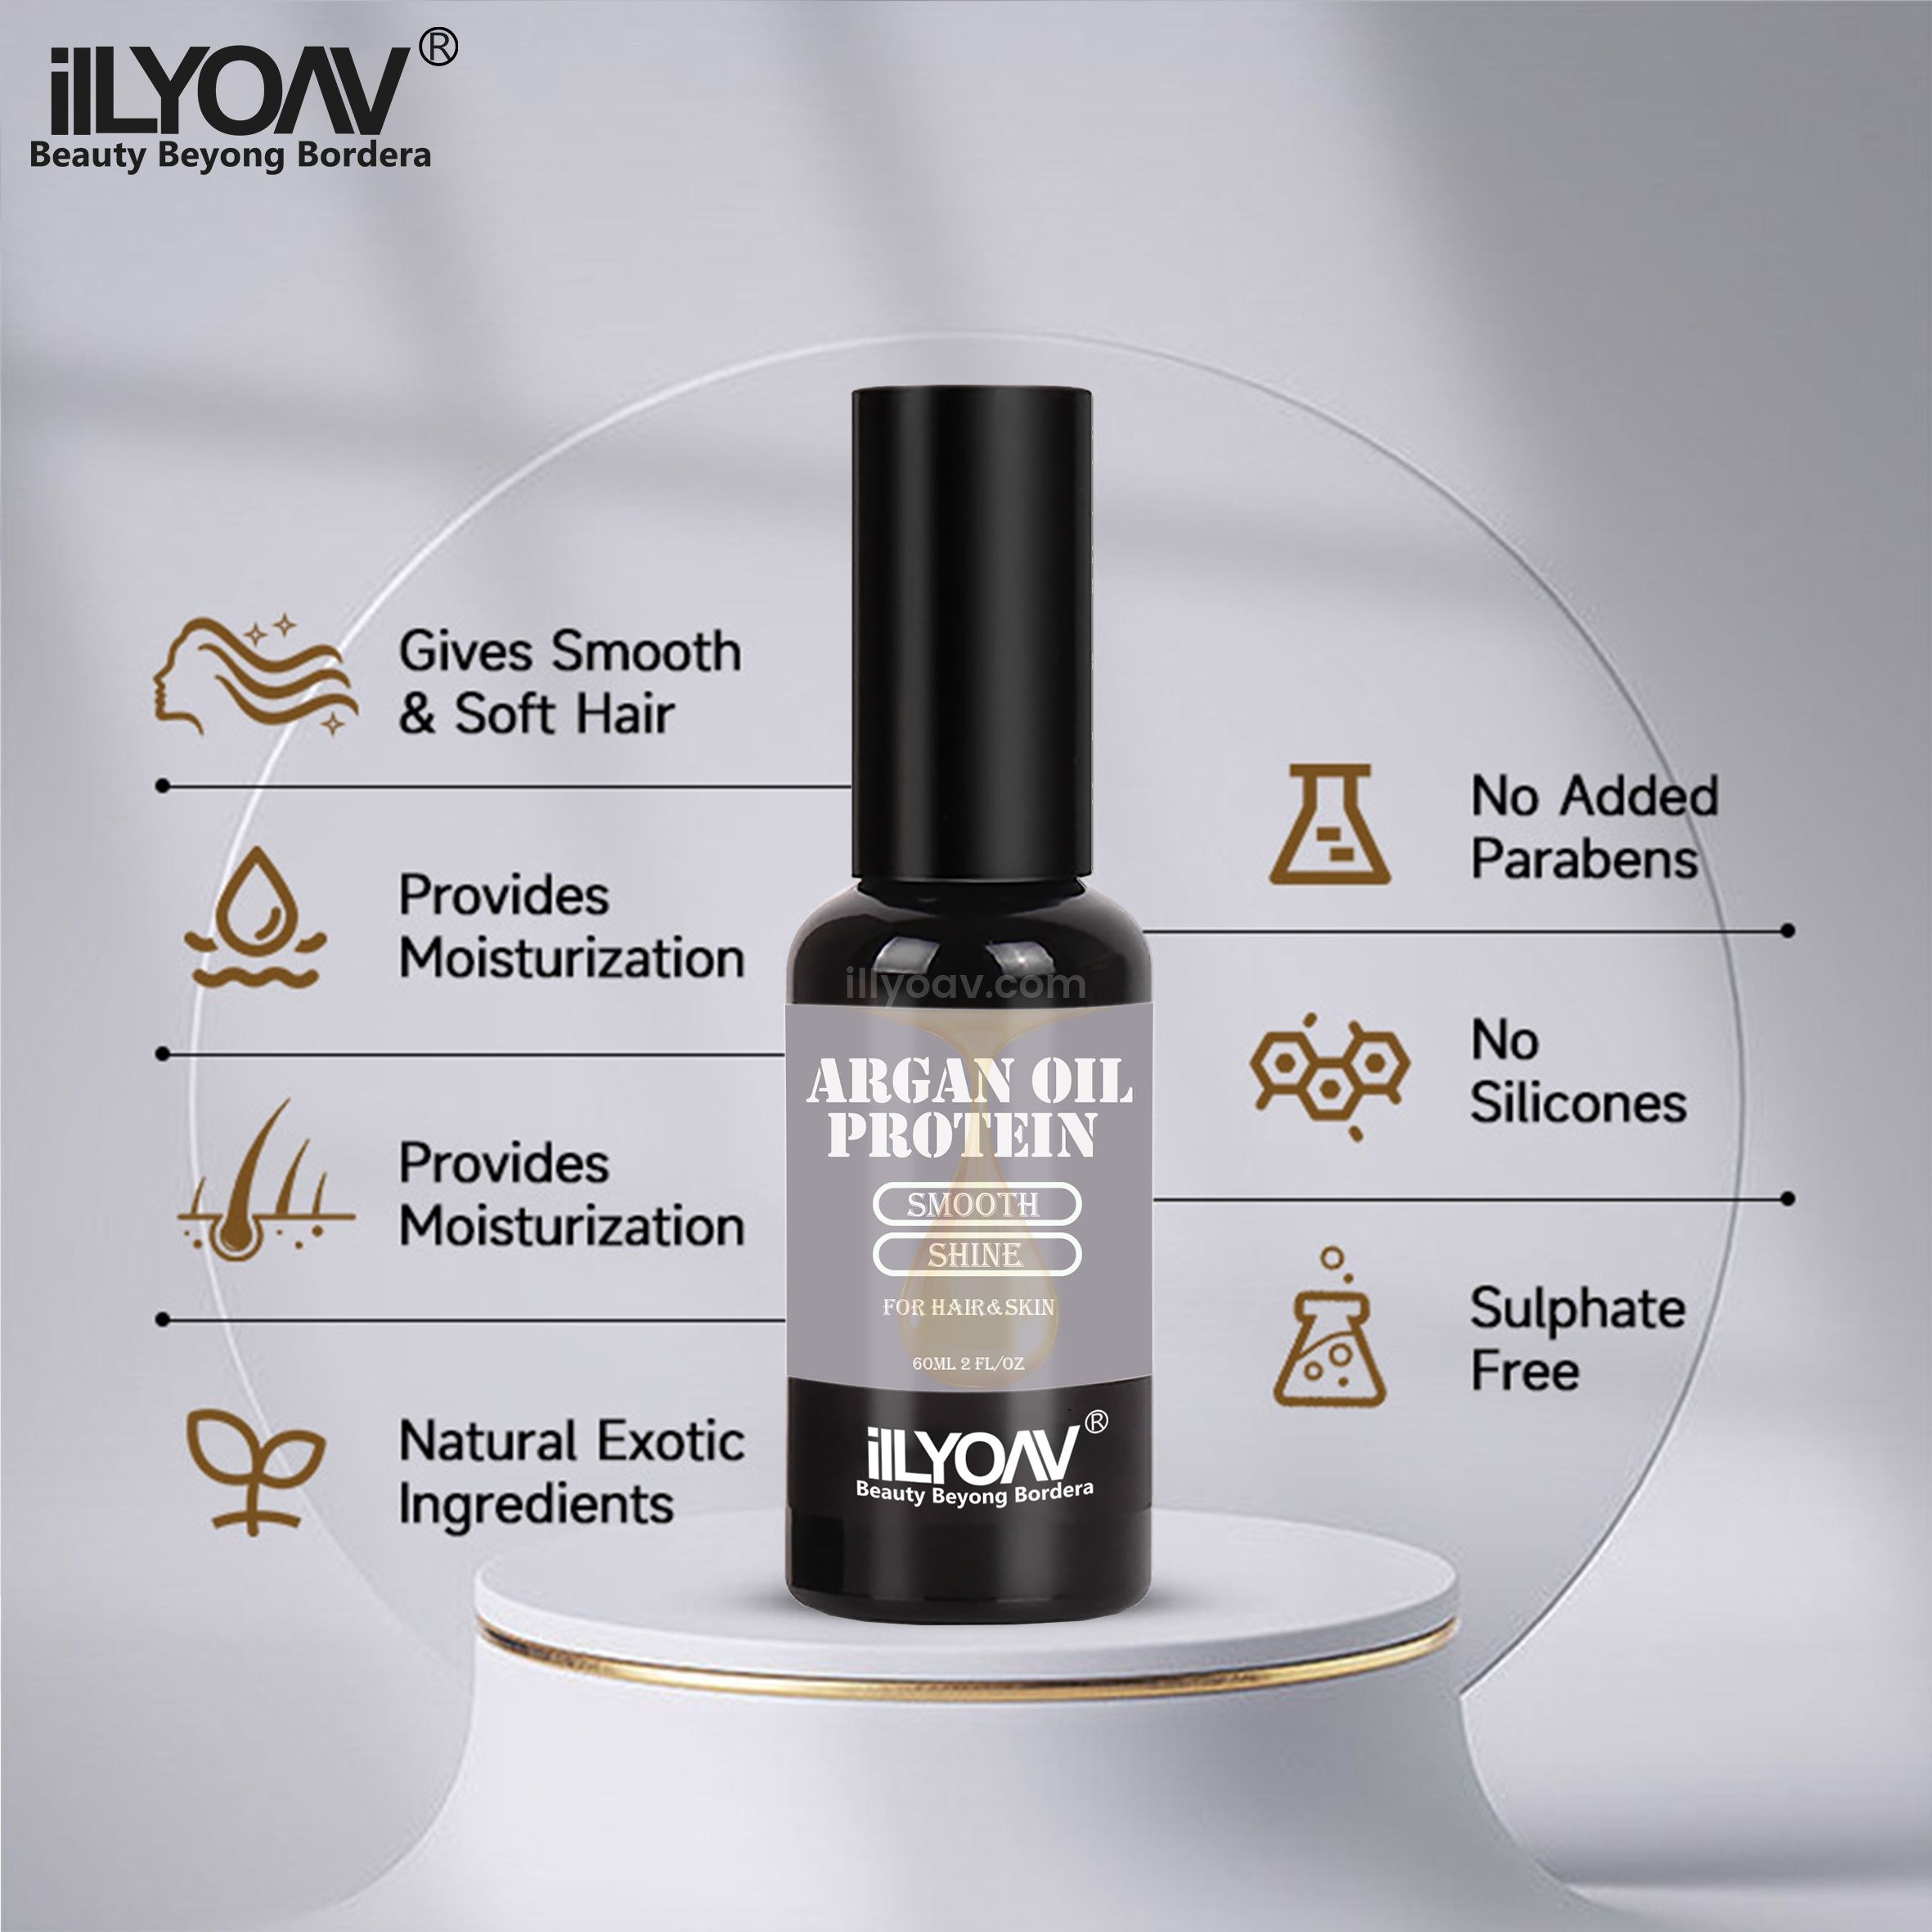 iLLYOAV®
Beauty Beyong Bordera
Gives Smooth
& Soft Hair
Provides
Moisturization
Provides
Moisturization
Natural Exotic
Ingredients
No Added
Parabens
No
Silicones
Sulphate
Free
illyoav.com
ARGAN OIL
PROTEIN
SMOOTH
SHINE
FOR HAIR&SKIN
60ML 2 FL/OZ
iLLYOAV®
Beauty Beyong Bordera